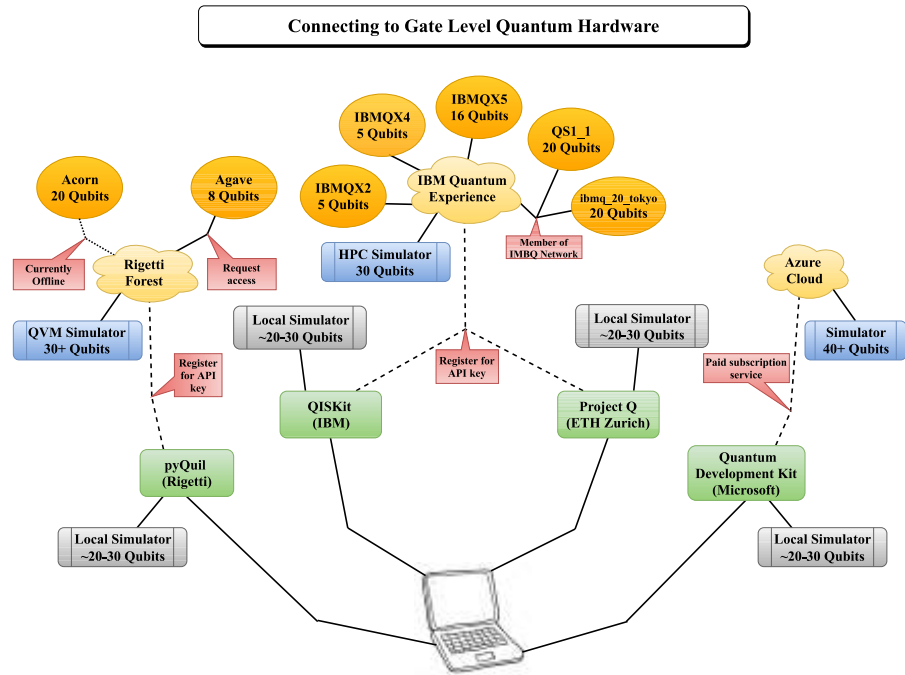 Connecting to Gate Level Quantum Hardware
IBMQX4
5 Qubits
IBMQX5
16 Qubits
QS1_1
20 Qubits
Acorn
20 Qubits
Agave
8 Qubits
IBMQX2
5 Qubits
IBM Quantum
Experience
ibmq_20_tokyo
20 Qubits
Currently
Offline
Rigetti
Forest
Request
access
HPC Simulator
30 Qubits
Member of
IMBQ Network
Azure
Cloud
QVM Simulator
30+ Qubits
Local Simulator
~20-30 Qubits
Local Simulator
~20-30 Qubits
Simulator
40+ Qubits
Register
for API
key
Register for
API key
Paid subscription
service
QISKit
(IBM)
Project Q
(ETH Zurich)
pyQuil
(Rigetti)
Quantum
Development Kit
(Microsoft)
Local Simulator
~20-30 Qubits
Local Simulator
~20-30 Qubits